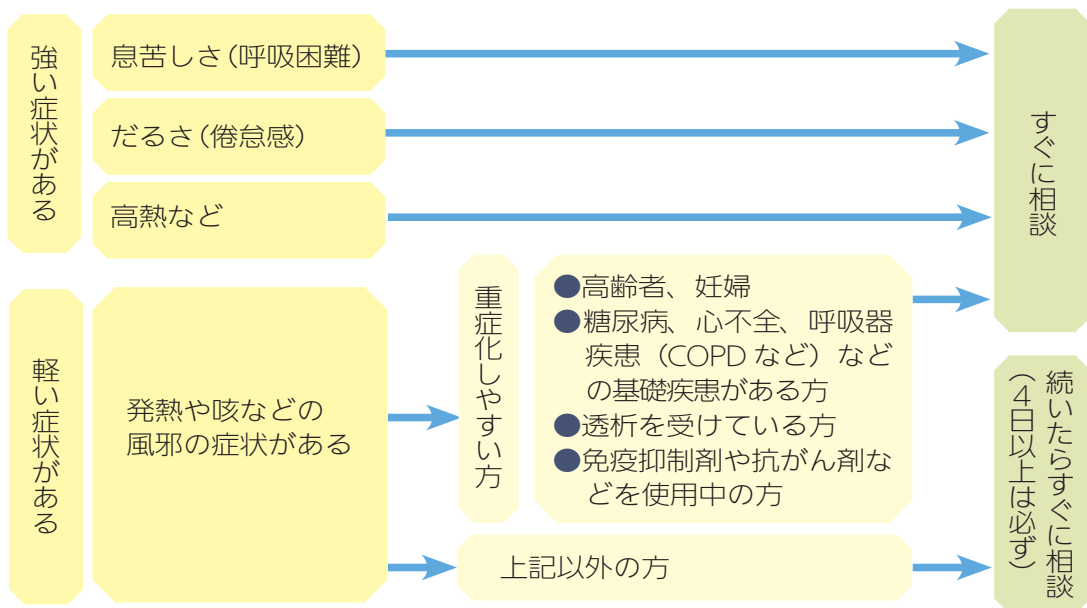 強い症状がある
息苦しさ（呼吸困難）
だるさ（倦怠感）
高熱など
すぐに相談
軽い症状がある
発熱や咳などの
風邪の症状がある
重症化しやすい方
●高齢者、妊婦
●糖尿病、心不全、呼吸器
疾患（COPDなど）など
の基礎疾患がある方
●透析を受けている方
●免疫抑制剤や抗がん剤な
どを使用中の方
上記以外の方
続いたらすぐに相談
（４日以上は必ず）